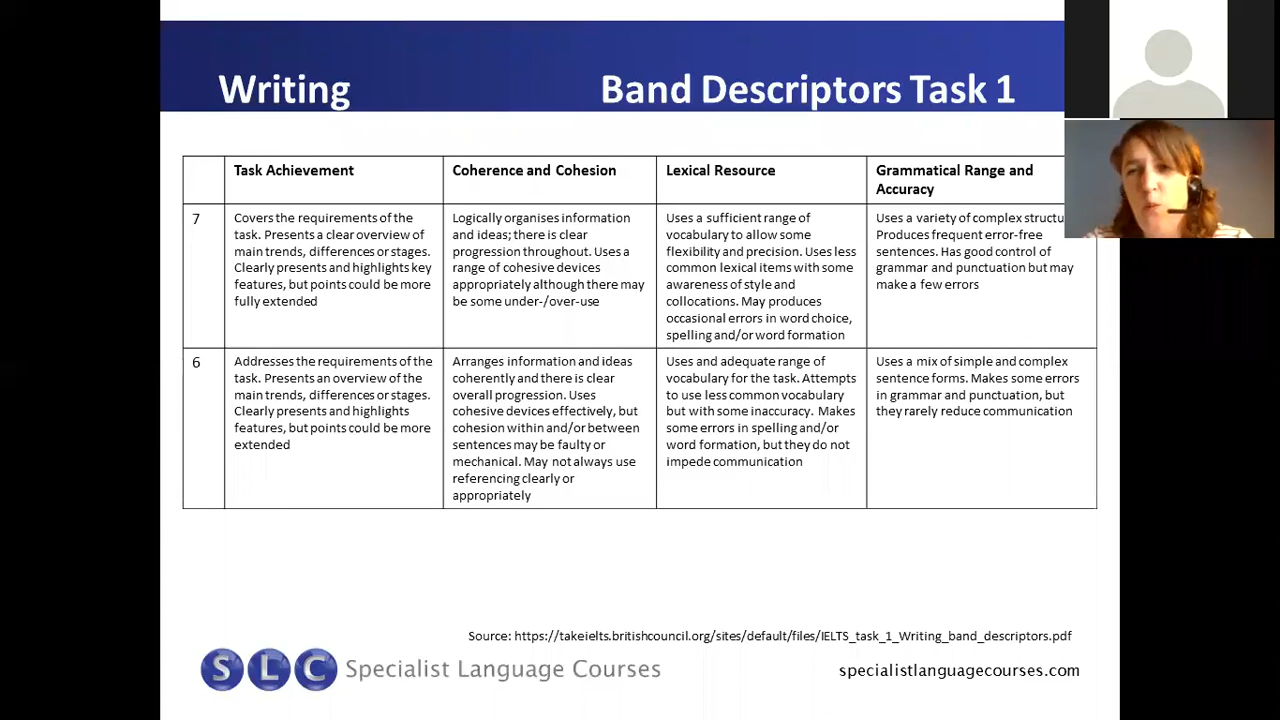 Writing
Band Descriptors Task 1
Task Achievement
Coherence and Cohesion
Lexical Resource
Grammatical Range and
Accuracy
7
Covers the requirements of the
task. Presents a clear overview of
main trends, differences or stages.
Clearly presents and highlights key
features, but points could be more
fully extended
Logically organises information
and ideas; there is clear
progression throughout. Uses a
range of cohesive devices
appropriately although there may
be some under-/over-use
Uses a sufficient range of
vocabulary to allow some
flexibility and precision. Uses less
common lexical items with some
awareness of style and
collocations. May produces
occasional errors in word choice,
spelling and/or word formation
Uses a variety of complex structu
Produces frequent error-free
sentences. Has good control of
grammar and punctuation but may
make a few errors
6
Addresses the requirements of the
task. Presents an overview of the
main trends, differences or stages.
Clearly presents and highlights
features, but points could be more
extended
Arranges information and ideas
coherently and there is clear
overall progression. Uses
cohesive devices effectively, but
cohesion within and/or between
sentences may be faulty or
mechanical. May not always use
referencing clearly or
appropriately
Uses and adequate range of
vocabulary for the task. Attempts
to use less common vocabulary
but with some inaccuracy. Makes
some errors in spelling and/or
word formation, but they do not
impede communication
Uses a mix of simple and complex
sentence forms. Makes some errors
in grammar and punctuation, but
they rarely reduce communication
Source: https://takeielts.britishcouncil.org/sites/default/files/IELTS_task_1_Writing_band_descriptors.pdf
SLC Specialist Language Courses
specialistlanguagecourses.com